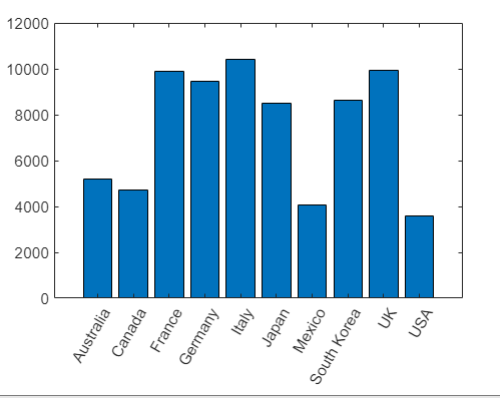 12000
10000
8000
6000
4000
2000
0
Australia
Canada
France
Germany
Italy
Japan
Mexico
South Korea
UK
USA